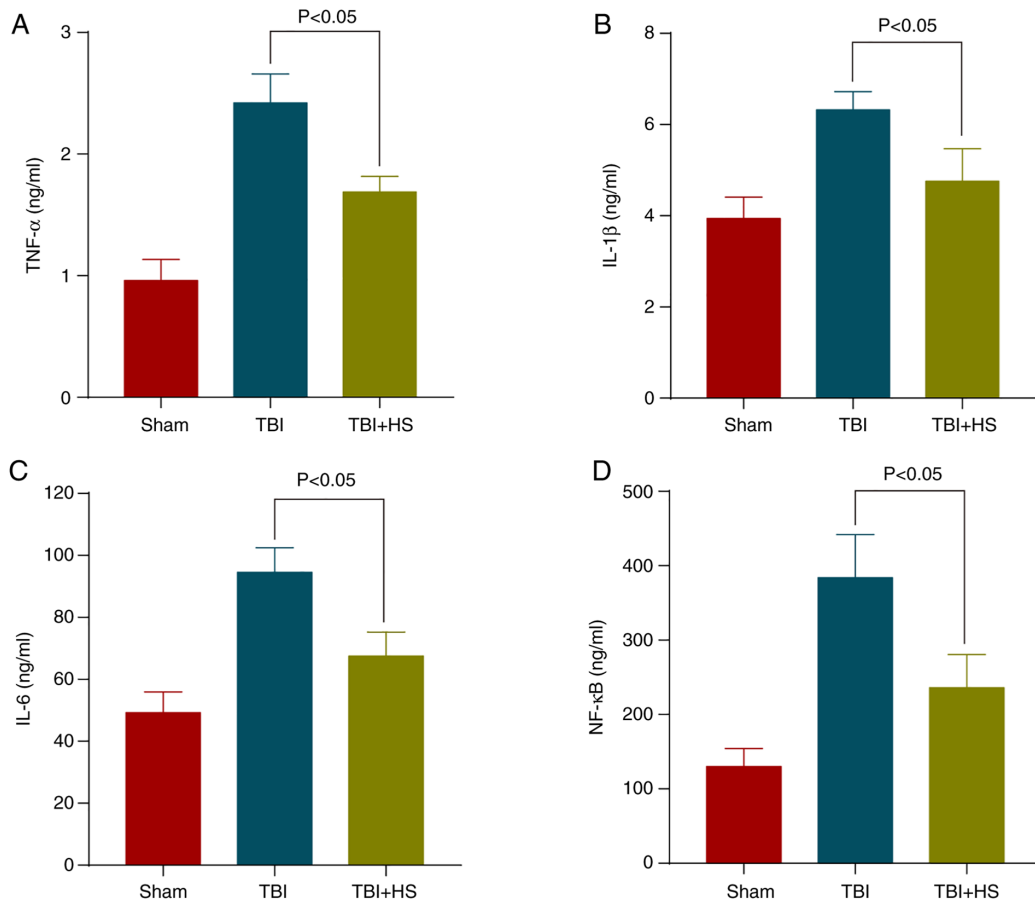 A
P<0.05
TNF-α (ng/ml)
3
2
1
0
Sham TBI TBI+HS
B
P<0.05
IL-1β (ng/ml)
8
6
4
2
0
Sham TBI TBI+HS
C
P<0.05
IL-6 (ng/ml)
120
100
80
60
40
20
0
Sham TBI TBI+HS
D
P<0.05
NF-κB (ng/ml)
500
400
300
200
100
0
Sham TBI TBI+HS